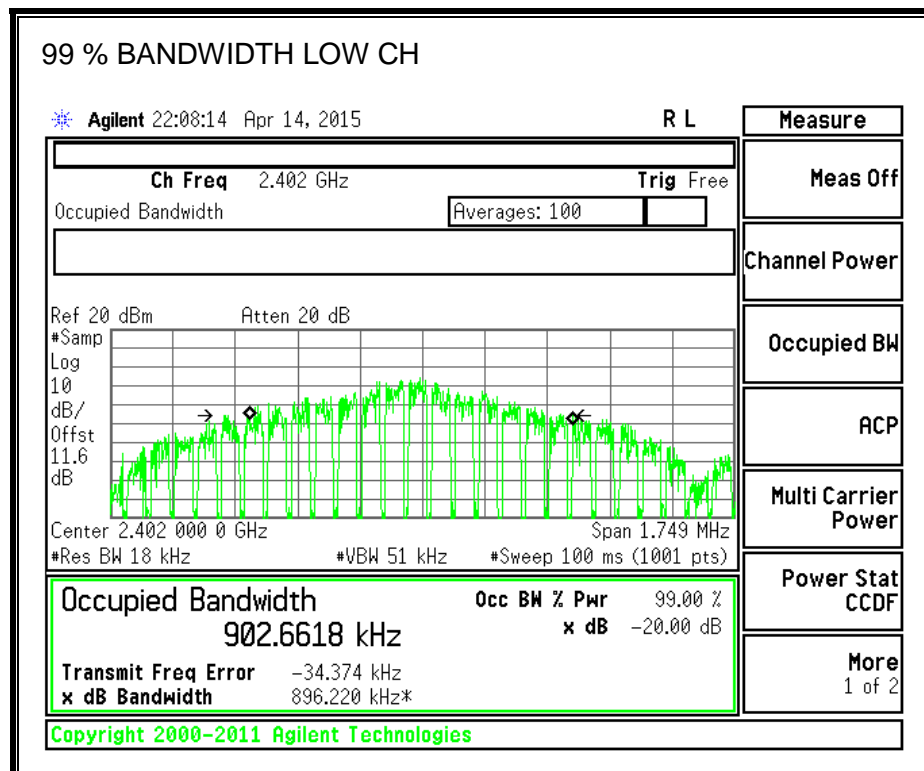 99 % BANDWIDTH LOW CH
Agilent 22:08:14 Apr 14, 2015 R L
Measure
Ch Freq 2.402 GHz Trig Free
Meas Off
Occupied Bandwidth Averages: 100
Channel Power
Ref 20 dBm Atten 20 dB
#Samp
Log
10
dB/
Offst
11.6
dB
Occupied BW
ACP
Multi Carrier
Power
Center 2.402 000 0 GHz Span 1.749 MHz
#Res BW 18 kHz #VBW 51 kHz #Sweep 100 ms (1001 pts)
Power Stat
CCDF
Occupied Bandwidth Occ BW % Pwr 99.00 %
902.6618 kHz x dB -20.00 dB
Transmit Freq Error -34.374 kHz
x dB Bandwidth 896.220 kHz*
More
1 of 2
Copyright 2000-2011 Agilent Technologies